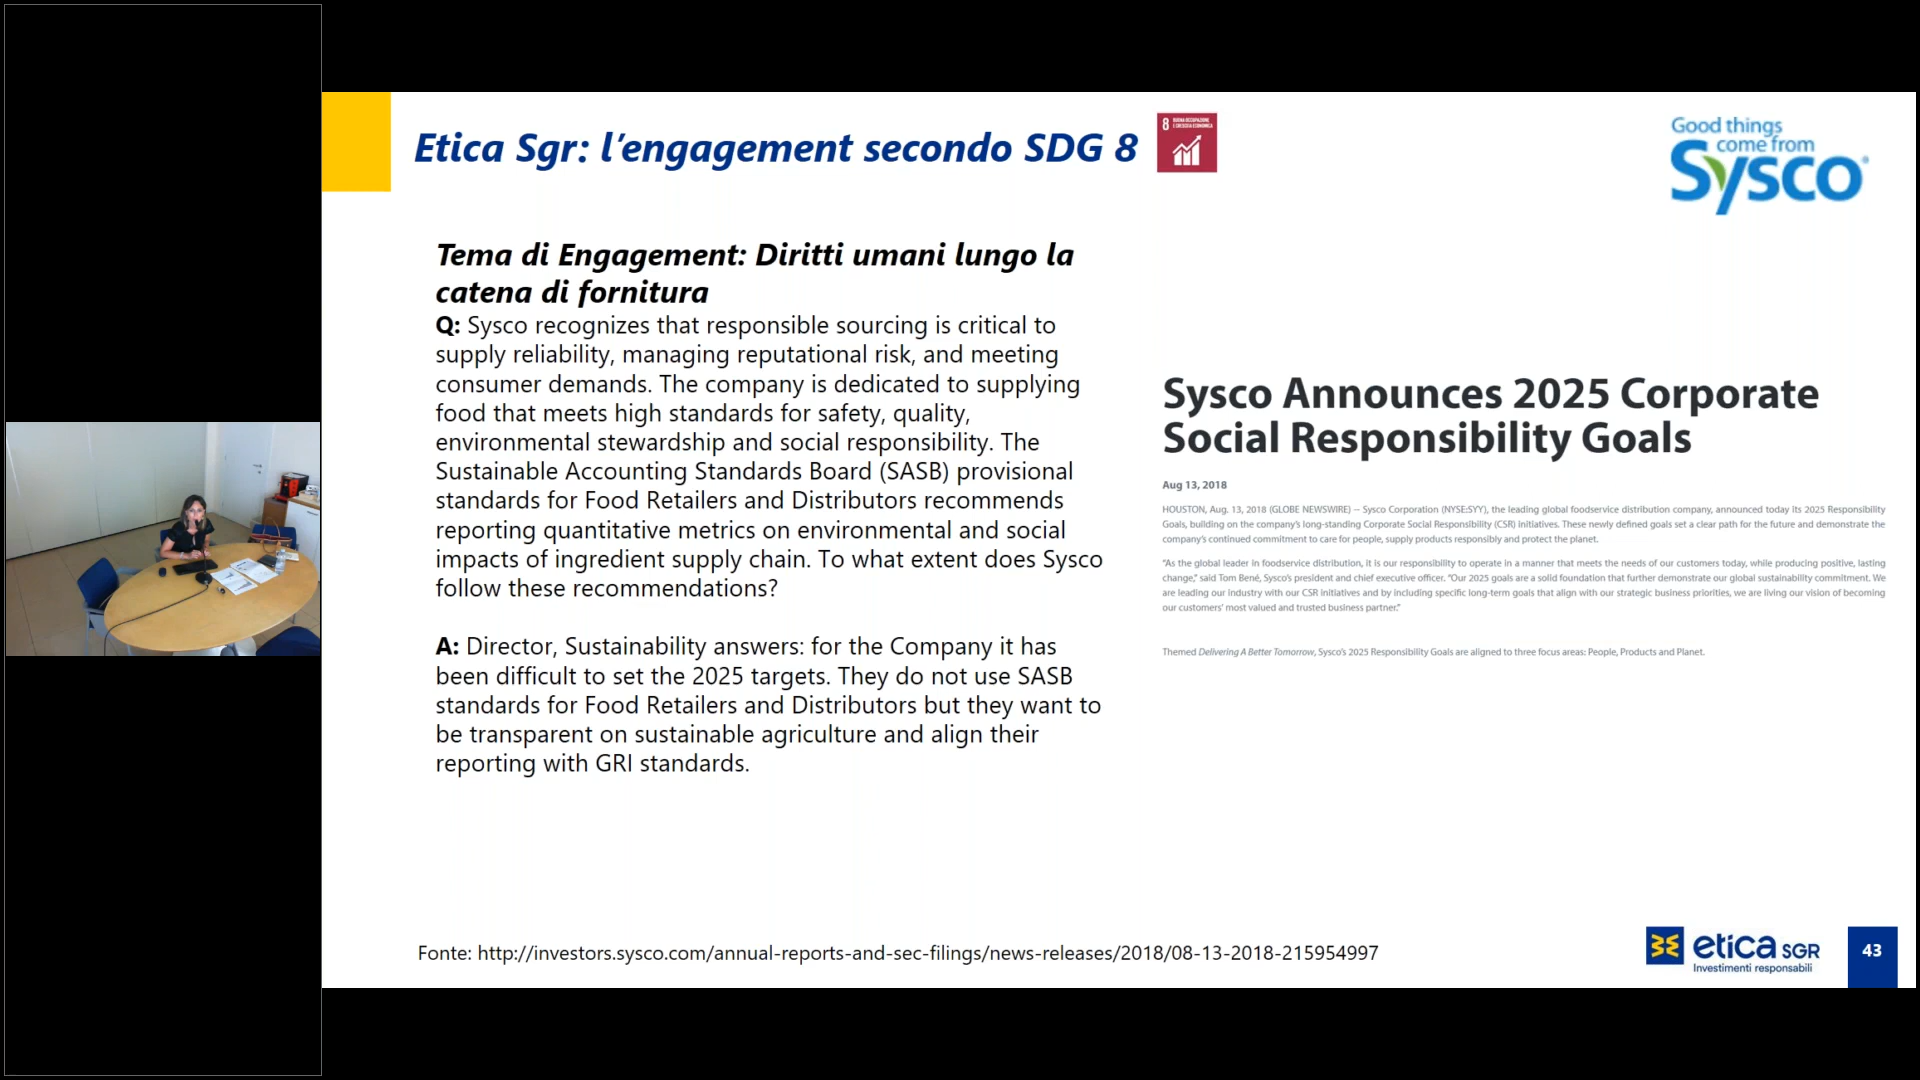 Etica Sgr: l'engagement secondo SDG 8
8 BUONA OCCUPAZIONE
E CRESCITA ECONOMICA
Good things
come from
Sysco®
Tema di Engagement: Diritti umani lungo la
catena di fornitura
Q: Sysco recognizes that responsible sourcing is critical to
supply reliability, managing reputational risk, and meeting
consumer demands. The company is dedicated to supplying
food that meets high standards for safety, quality,
environmental stewardship and social responsibility. The
Sustainable Accounting Standards Board (SASB) provisional
standards for Food Retailers and Distributors recommends
reporting quantitative metrics on environmental and social
impacts of ingredient supply chain. To what extent does Sysco
follow these recommendations?
A: Director, Sustainability answers: for the Company it has
been difficult to set the 2025 targets. They do not use SASB
standards for Food Retailers and Distributors but they want to
be transparent on sustainable agriculture and align their
reporting with GRI standards.
Sysco Announces 2025 Corporate
Social Responsibility Goals
Aug 13, 2018
HOUSTON, Aug. 13, 2018 (GLOBE NEWSWIRE) -- Sysco Corporation (NYSE:SYY), the leading global foodservice distribution company, announced today its 2025 Responsibility
Goals, building on the company's long-standing Corporate Social Responsibility (CSR) initiatives. These newly defined goals set a clear path for the future and demonstrate the
company's continued commitment to care for people, supply products responsibly and protect the planet.
"As the global leader in foodservice distribution, it is our responsibility to operate in a manner that meets the needs of our customers today, while producing positive, lasting
change," said Tom Bené, Sysco's president and chief executive officer. "Our 2025 goals are a solid foundation that further demonstrate our global sustainability commitment. We
are leading our industry with our CSR initiatives and by including specific long-term goals that align with our strategic business priorities, we are living our vision of becoming
our customers' most valued and trusted business partner."
Themed Delivering A Better Tomorrow, Sysco's 2025 Responsibility Goals are aligned to three focus areas: People, Products and Planet.
Fonte: http://investors.sysco.com/annual-reports-and-sec-filings/news-releases/2018/08-13-2018-215954997
etica SGR
Investimenti responsabili
43